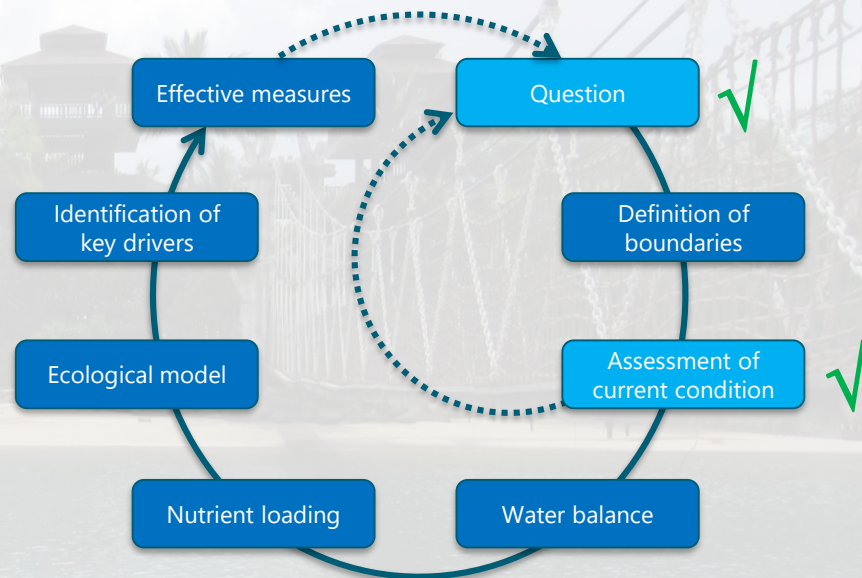 Effective measures
Question
Identification of
key drivers
Definition of
boundaries
Ecological model
Assessment of
current condition
Nutrient loading
Water balance